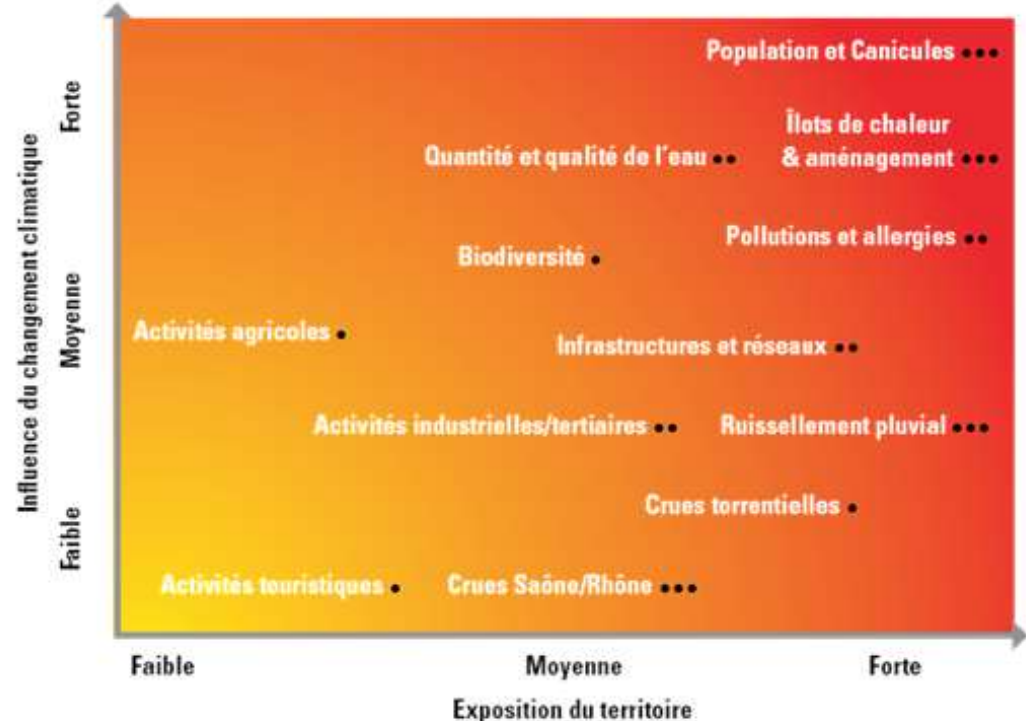 Influence du changement climatique
Forte
Moyenne
Faible
Population et Canicules •••
Îlots de chaleur
& aménagement •••
Quantité et qualité de l'eau ••
Pollutions et allergies ••
Biodiversité •
Activités agricoles •
Infrastructures et réseaux ••
Activités industrielles/tertiaires ••
Ruissellement pluvial •••
Crues torrentielles •
Activités touristiques •
Crues Saône/Rhône •••
Faible
Moyenne
Forte
Exposition du territoire